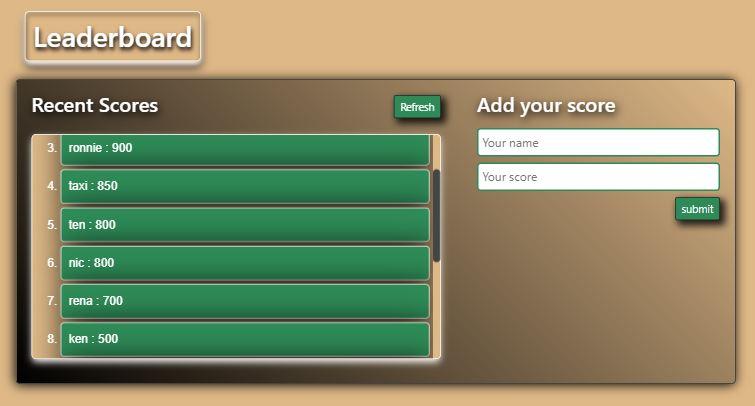 Leaderboard
Recent Scores
Refresh
3. ronnie : 900
4. taxi : 850
5. ten : 800
6. nic : 800
7. rena : 700
8. ken : 500
Add your score
Your name
Your score
submit